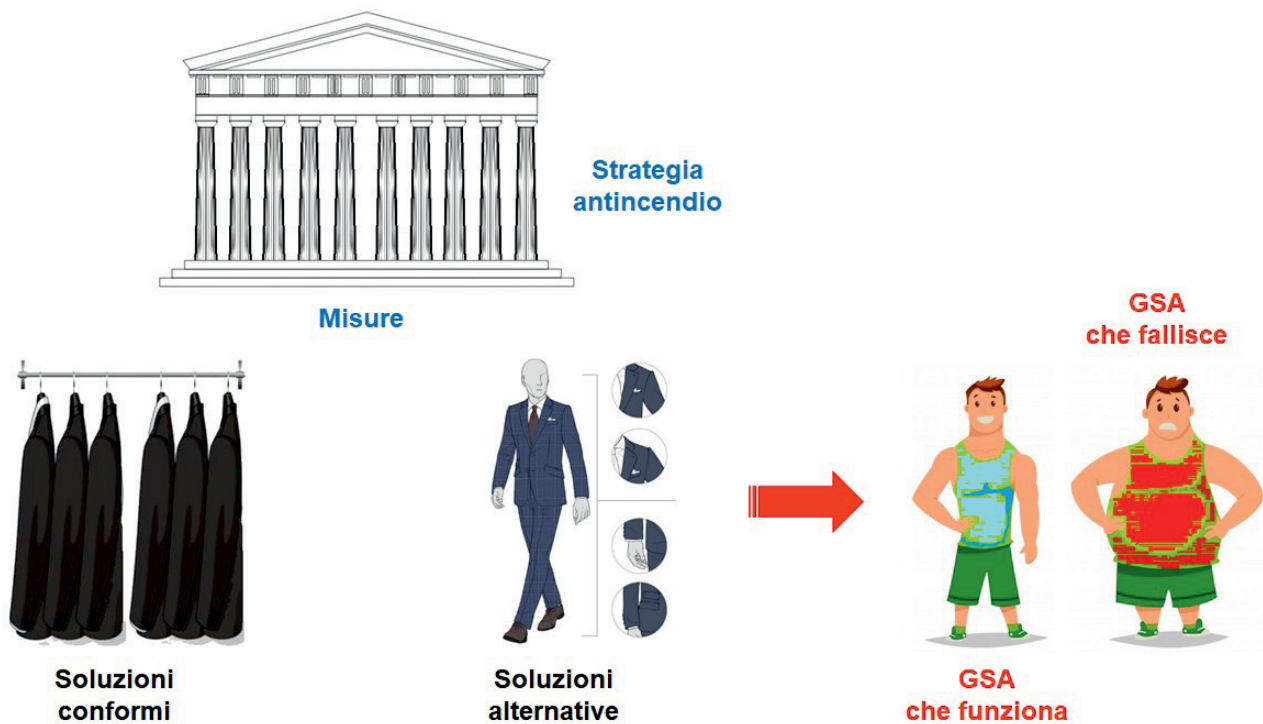 Strategia
antincendio
Misure
GSA
che fallisce
Soluzioni
conformi
Soluzioni
alternative
GSA
che funziona